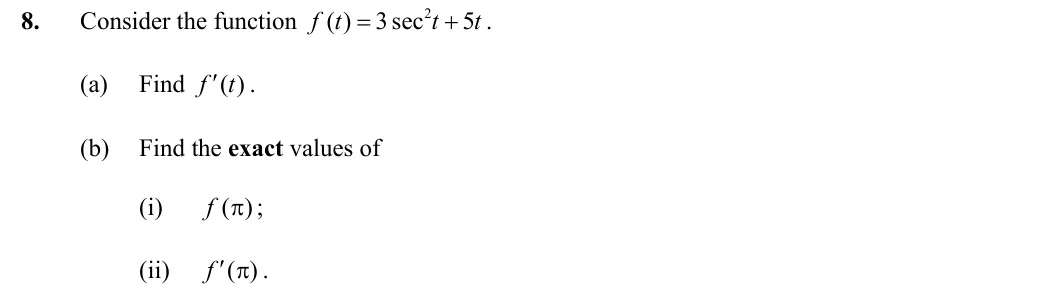 8. Consider the function f (t) = 3 sec²t + 5t .
(a) Find f′(t) .
(b) Find the exact values of
(i) f (π);
(ii) f′(π) .